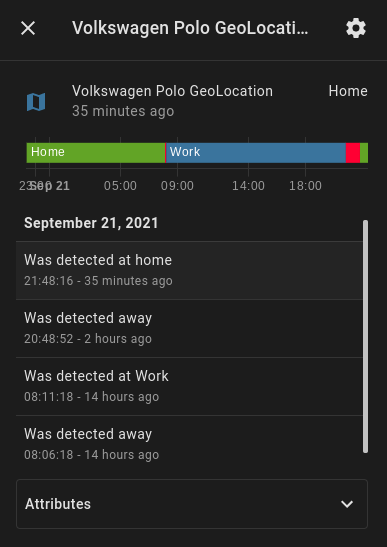 Volkswagen Polo GeoLocati…
Volkswagen Polo GeoLocation Home
35 minutes ago
Home Work
Sep 21 05:00 09:00 14:00 18:00
September 21, 2021
Was detected at home
21:48:16 - 35 minutes ago
Was detected away
20:48:52 - 2 hours ago
Was detected at Work
08:11:18 - 14 hours ago
Was detected away
08:06:18 - 14 hours ago
Attributes